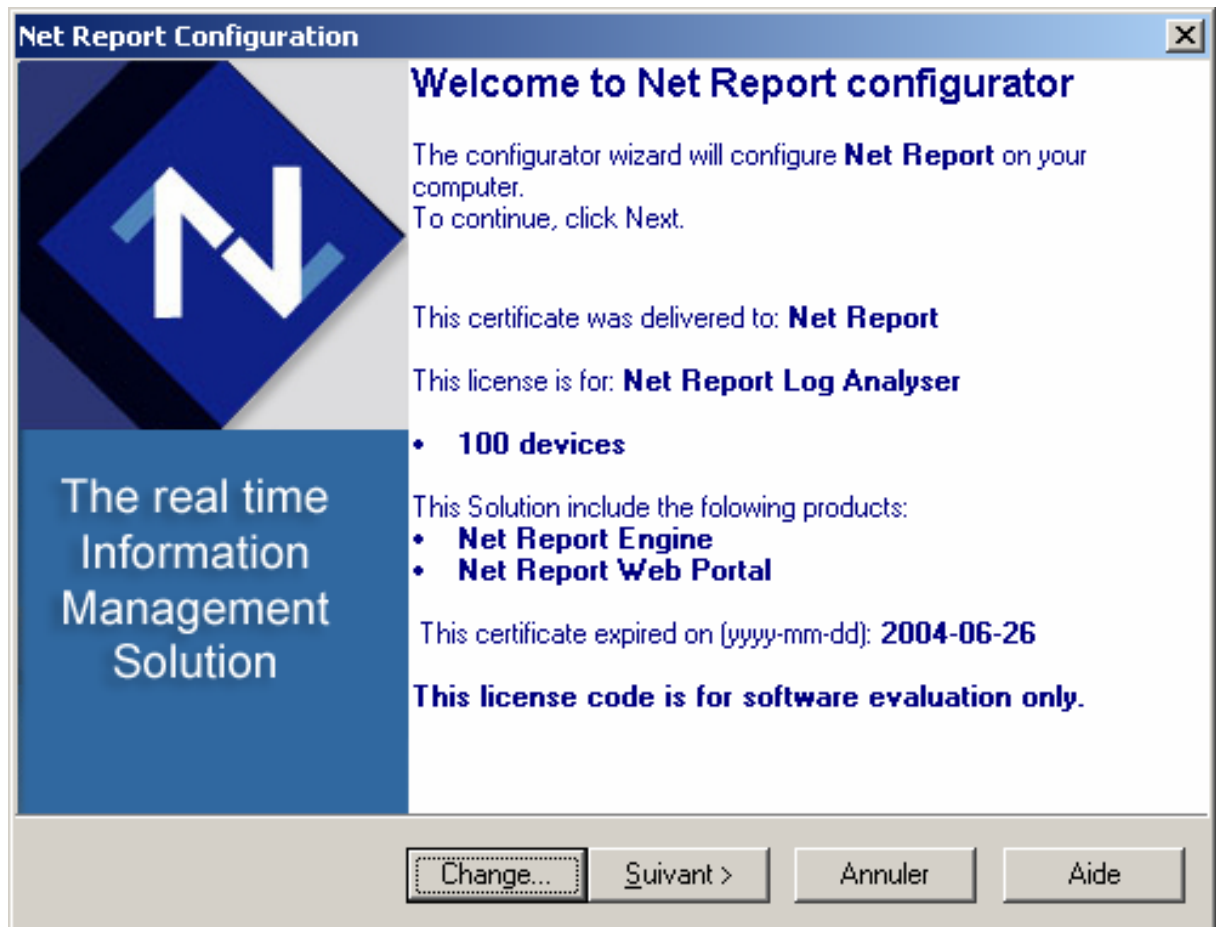 Net Report Configuration
Welcome to Net Report configurator
The configurator wizard will configure Net Report on your
computer.
To continue, click Next.
This certificate was delivered to: Net Report
This license is for: Net Report Log Analyser
• 100 devices
This Solution include the folowing products:
• Net Report Engine
• Net Report Web Portal
This certificate expired on (yyyy-mm-dd): 2004-06-26
This license code is for software evaluation only.
The real time
Information
Management
Solution
Change...
Suivant >
Annuler
Aide